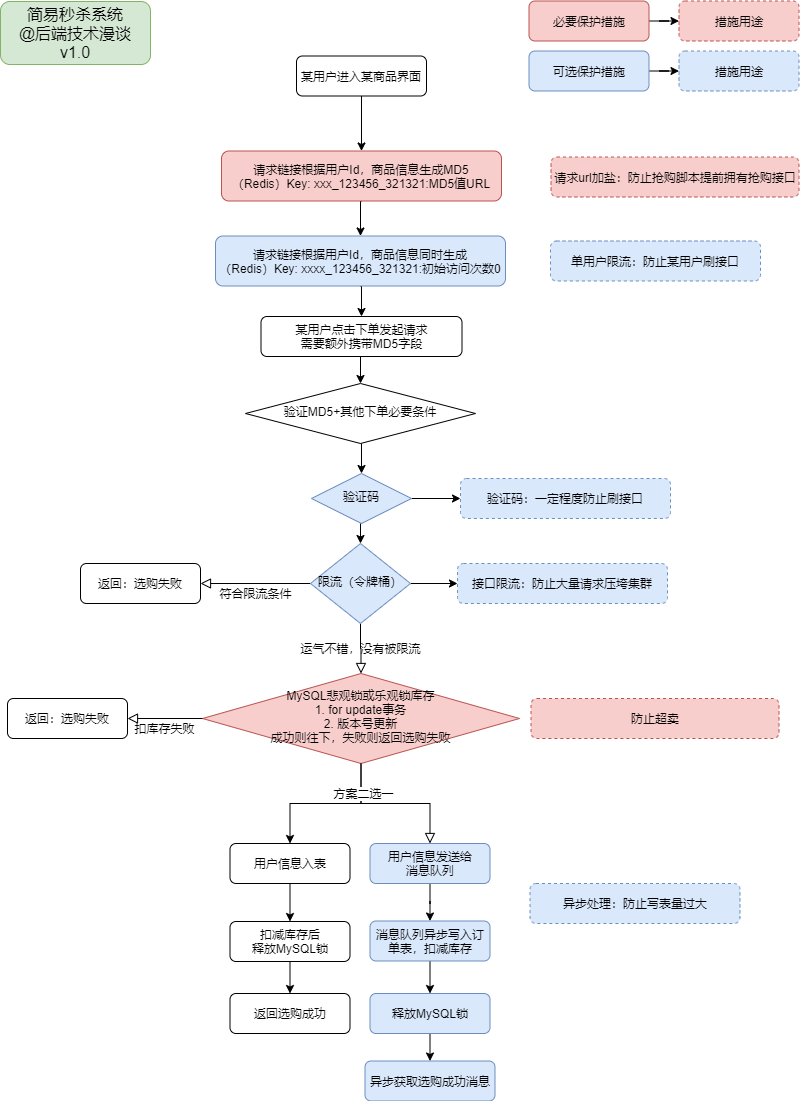 简易秒杀系统
@后端技术漫谈
v1.0
必要保护措施
措施用途
可选保护措施
措施用途
某用户进入某商品界面
请求链接根据用户Id，商品信息生成MD5
（Redis）Key: xxx_123456_321321:MD5值URL
请求url加盐：防止抢购脚本提前拥有抢购接口
请求链接根据用户Id，商品信息同时生成
（Redis）Key: xxxx_123456_321321:初始访问次数0
单用户限流：防止某用户刷接口
某用户点击下单发起请求
需要额外携带MD5字段
验证MD5+其他下单必要条件
验证码
验证码：一定程度防止刷接口
返回：选购失败
符合限流条件
限流（令牌桶）
接口限流：防止大量请求压垮集群
运气不错，没有被限流
返回：选购失败
扣库存失败
MySQL悲观锁或乐观锁库存
1. for update事务
2. 版本号更新
成功则往下，失败则返回选购失败
防止超卖
方案二选一
用户信息入表
用户信息发送给
消息队列
异步处理：防止写表量过大
扣减库存后
释放MySQL锁
消息队列异步写入订
单表，扣减库存
返回选购成功
释放MySQL锁
异步获取选购成功消息